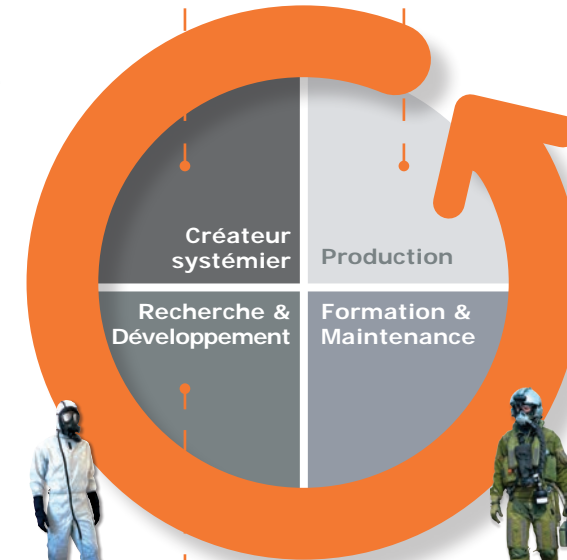 Créateur
systémier
Production
Recherche &
Développement
Formation &
Maintenance